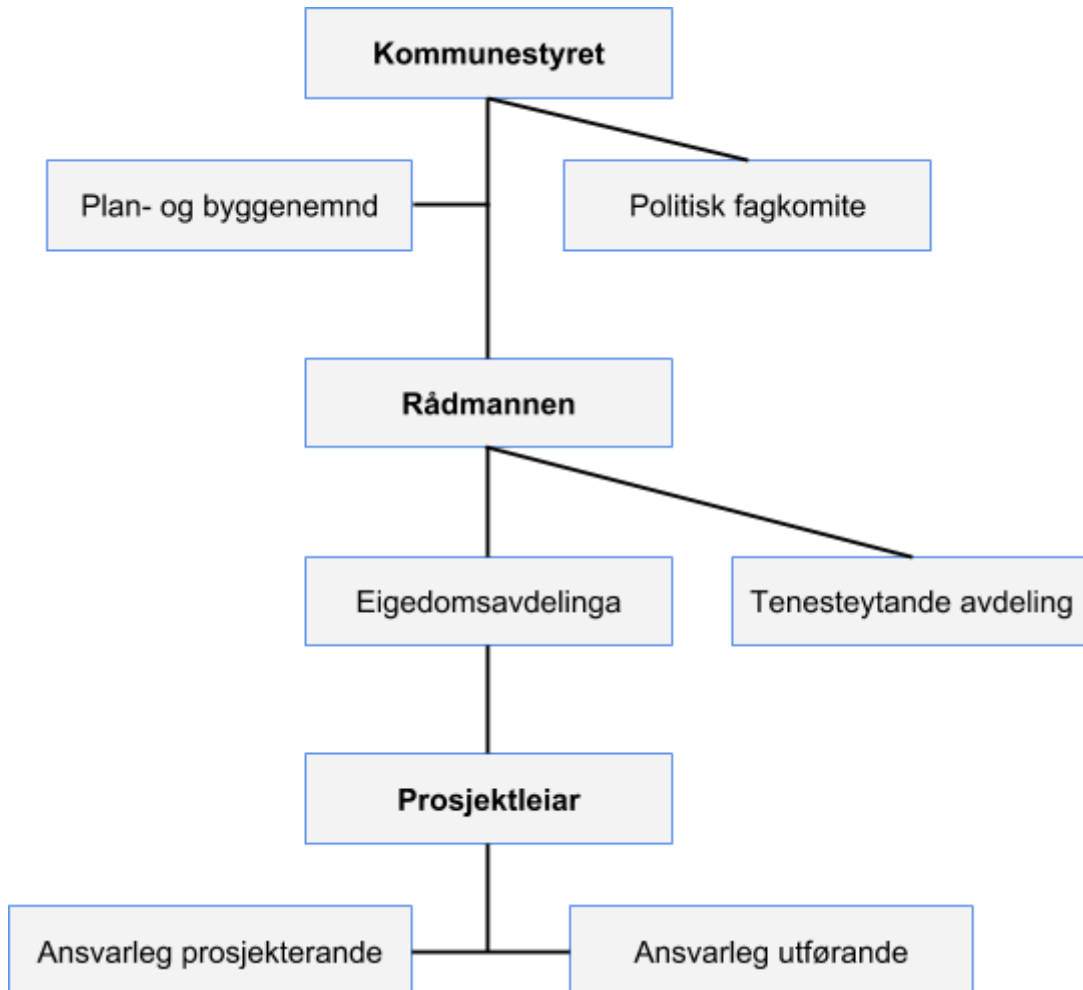 Kommunestyret
Plan- og byggenemnd
Politisk fagkomite
Rådmannen
Eigedomsavdelinga
Tenesteytande avdeling
Prosjektleiar
Ansvarleg prosjekterande
Ansvarleg utførande